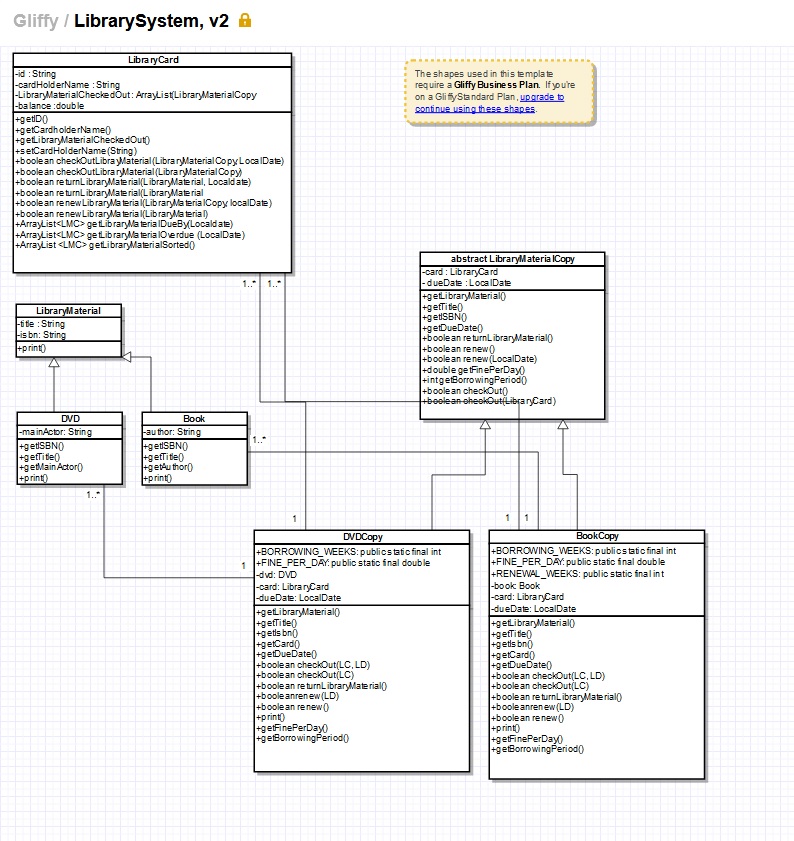 Gliffy / LibrarySystem, v2
LibraryCard
-id : String
-cardHolderName : String
-LibraryMaterialCheckedOut: ArrayList(LibraryMaterialCopy
-balance :double
+getID()
+getCardholderName()
+getLibraryMaterialCheckedOut()
+setCardHolderName(String)
+boolean checkOutLibraryMaterial(LibraryMaterialCopy, LocalDate)
+boolean checkOutLibraryMaterial(LibraryMaterialCopy)
+boolean returnLibraryMaterial(LibraryMaterial, Localdate)
+boolean returnLibraryMaterial(LibraryMaterial
+boolean renewLibraryMaterial(LibraryMaterialCopy, localDate)
+boolean renewLibraryMaterial(LibraryMaterial)
+ArrayList<LMC> getLibraryMaterialDueBy(Localdate)
+ArrayList<LMC> getLibraryMaterialOverdue (LocalDate)
+ArrayList <LMC> getLibraryMaterialSorted()
The shapes used in this template
require a Gliffy Business Plan. If you're
on a Gliffy Standard Plan, upgrade to
continue using these shapes.
1..*
1..*
abstract LibraryMaterialCopy
-card : LibraryCard
- dueDate : LocalDate
+getLibraryMaterial()
+getTitle()
+getISBN()
+getDueDate()
+boolean returnLibraryMaterial()
+boolean renew()
+boolean renew(LocalDate)
+double getFinePerDay()
+int getBorrowingPeriod()
+boolean checkOut()
+boolean checkOut(LibraryCard)
LibraryMaterial
-title : String
-isbn: String
+print()
DVD
-mainActor: String
+getISBN()
+getTitle()
+getMainActor()
+print()
Book
-author: String
+getISBN()
+getTitle()
+getAuthor()
+print()
1..*
1..*
1
1
1
1
DVDCopy
+BORROWING_WEEKS: public static final int
+FINE_PER_DAY: public static final double
-dvd: DVD
-card: LibraryCard
-dueDate: LocalDate
+getLibraryMaterial()
+getTitle()
+getIsbn()
+getCard()
+getDueDate()
+boolean checkOut(LC, LD)
+boolean checkOut(LC)
+boolean returnLibraryMaterial()
+booleanrenew(LD)
+boolean renew()
+print()
+getFinePerDay()
+getBorrowingPeriod()
BookCopy
+BORROWING_WEEKS: public static final int
+FINE_PER_DAY: public static final double
+RENEWAL_WEEKS: public static final int
-book: Book
-card: LibraryCard
-dueDate: LocalDate
+getLibraryMaterial()
+getTitle()
+getIsbn()
+getCard()
+getDueDate()
+boolean checkOut(LC, LD)
+boolean checkOut(LC)
+boolean returnLibraryMaterial()
+booleanrenew(LD)
+boolean renew()
+print()
+getFinePerDay()
+getBorrowingPeriod()